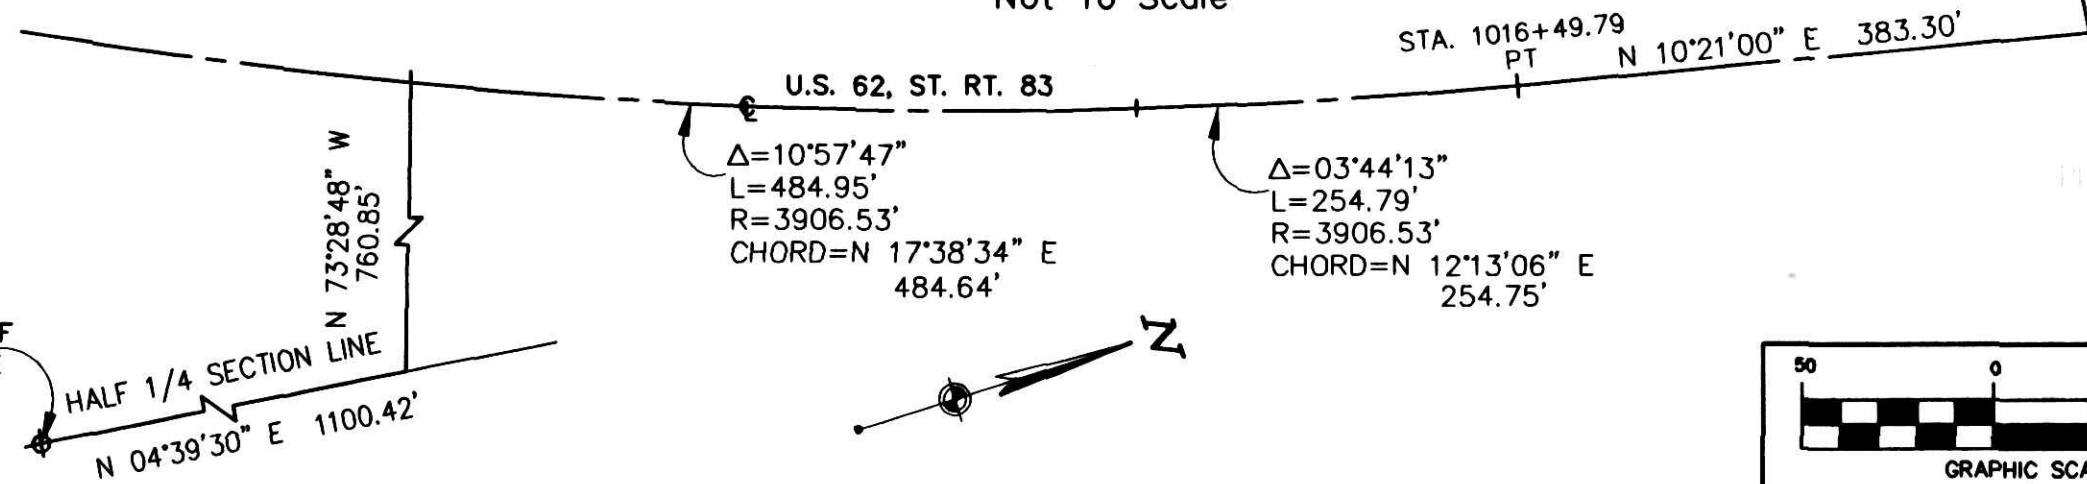 Not To Scale
STA. 1016+49.79
PT
N 10°21'00" E 383.30'
U.S. 62, ST. RT. 83
℄
N 73°28'48" W
760.85'
Δ=10°57'47"
L=484.95'
R=3906.53'
CHORD=N 17°38'34" E
484.64'
Δ=03°44'13"
L=254.79'
R=3906.53'
CHORD=N 12°13'06" E
254.75'
F
HALF 1/4 SECTION LINE
N 04°39'30" E 1100.42'
N
50 0
GRAPHIC SCA